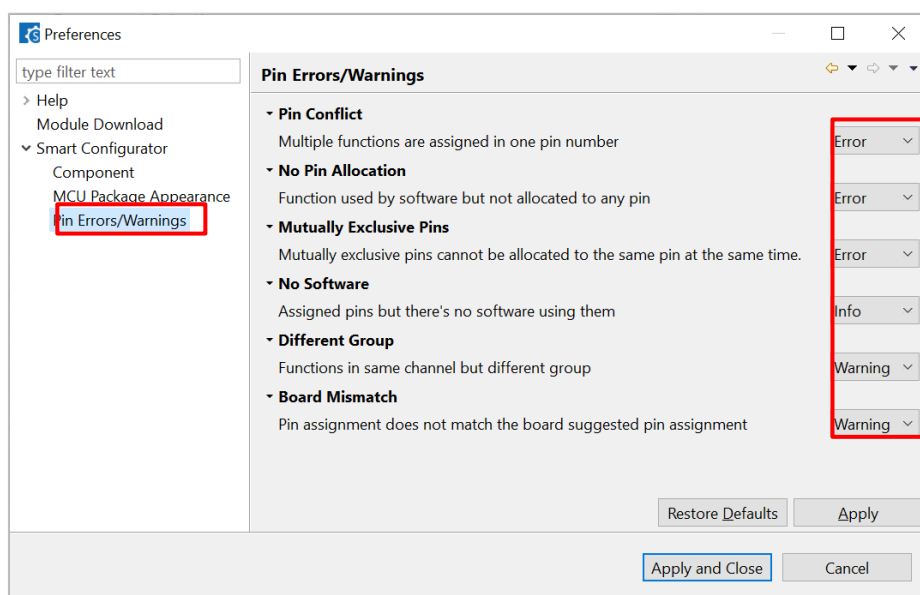 Preferences
type filter text
Pin Errors/Warnings
Help
Module Download
Smart Configurator
Component
MCU Package Appearance
Pin Errors/Warnings
Pin Conflict
Multiple functions are assigned in one pin number
Error
No Pin Allocation
Function used by software but not allocated to any pin
Error
Mutually Exclusive Pins
Mutually exclusive pins cannot be allocated to the same pin at the same time.
Error
No Software
Assigned pins but there's no software using them
Info
Different Group
Functions in same channel but different group
Warning
Board Mismatch
Pin assignment does not match the board suggested pin assignment
Warning
Restore Defaults
Apply
Apply and Close
Cancel